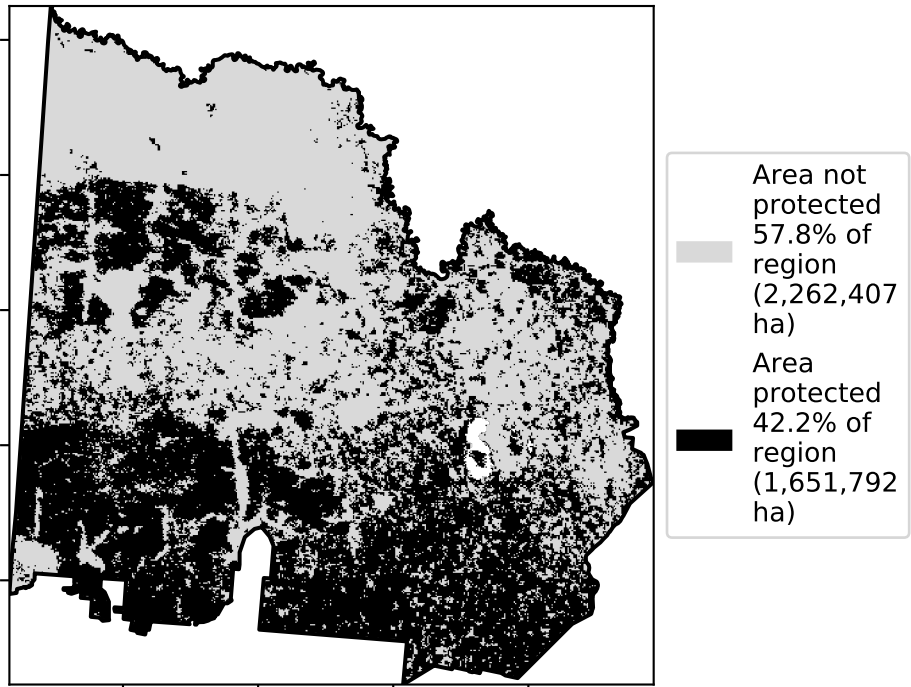 Area not
protected
57.8% of
region
(2,262,407
ha)
Area
protected
42.2% of
region
(1,651,792
ha)